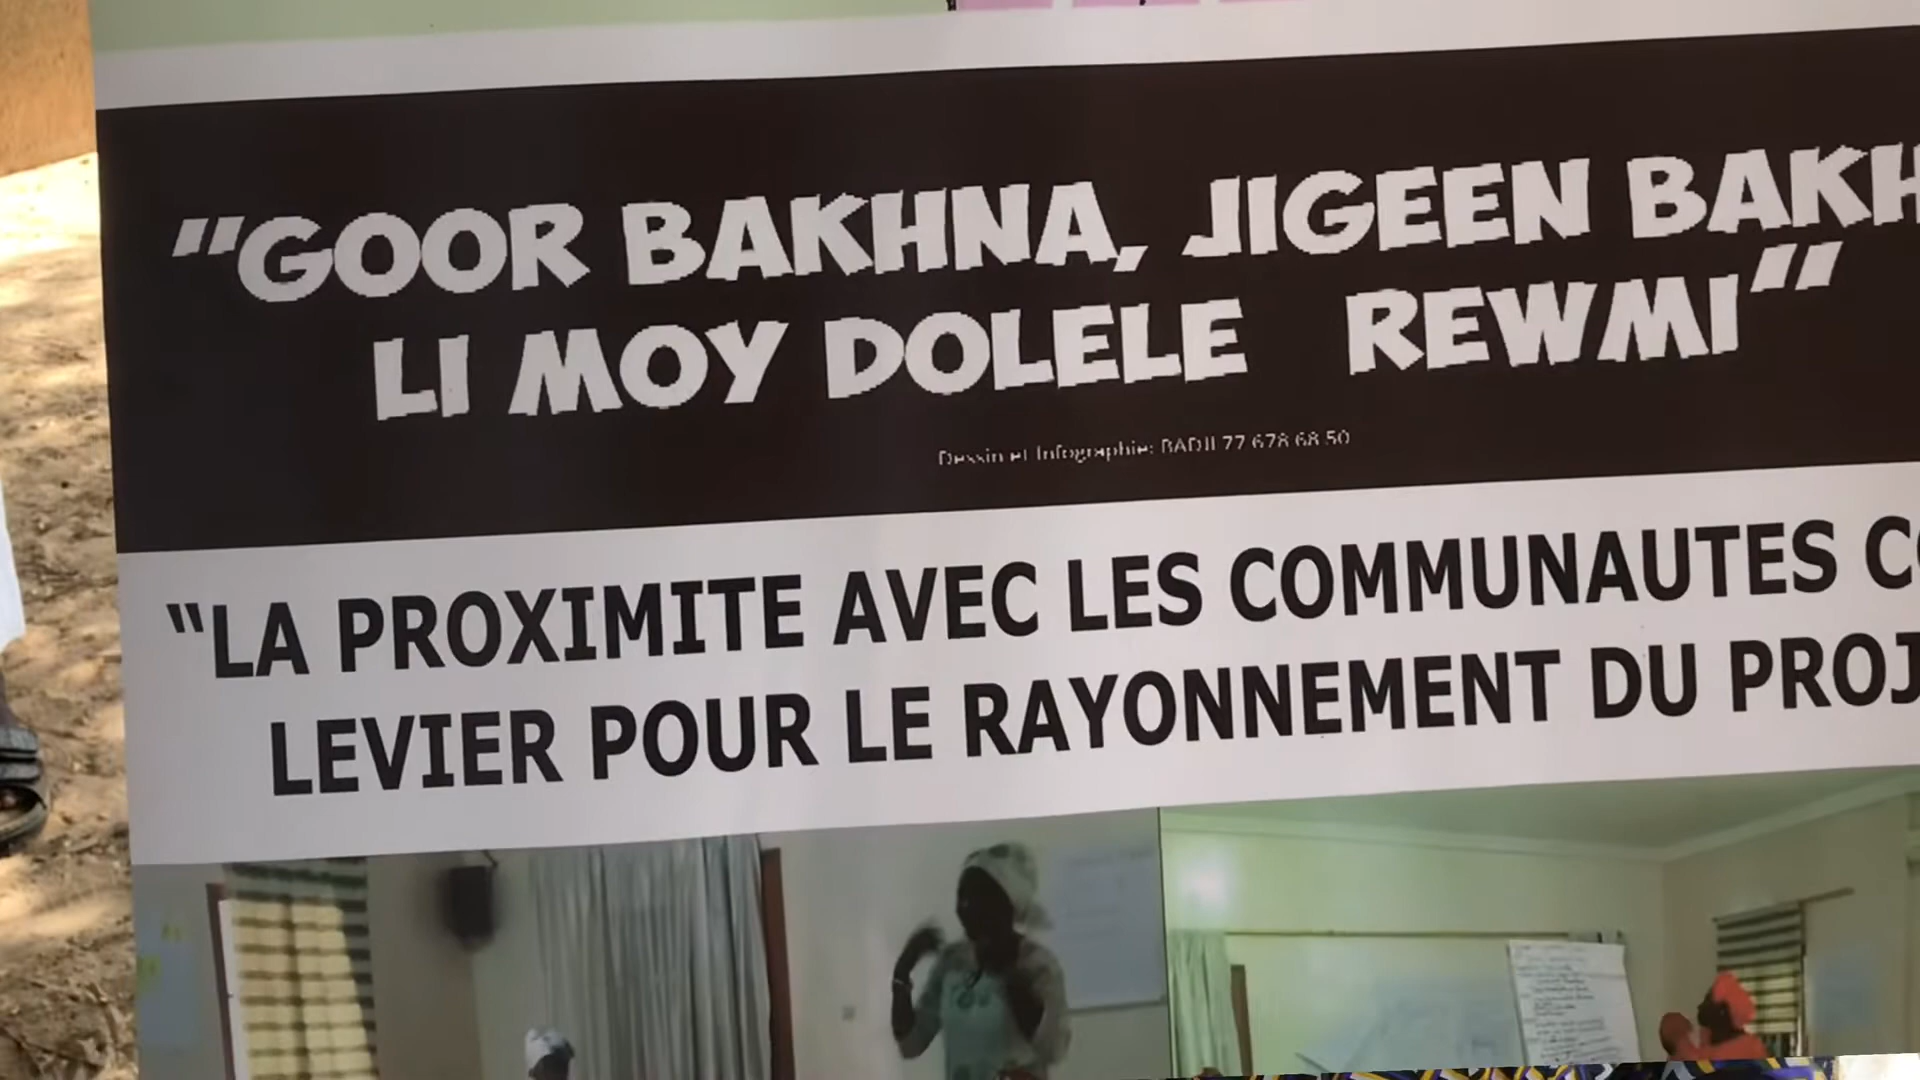 "GOOR BAKHNA, JIGEEN BAKH
LI MOY DOLELE REWMI"
Dessin et Infographie: BADJI 77 678 68 50
"LA PROXIMITE AVEC LES COMMUNAUTES
LEVIER POUR LE RAYONNEMENT DU PROJ